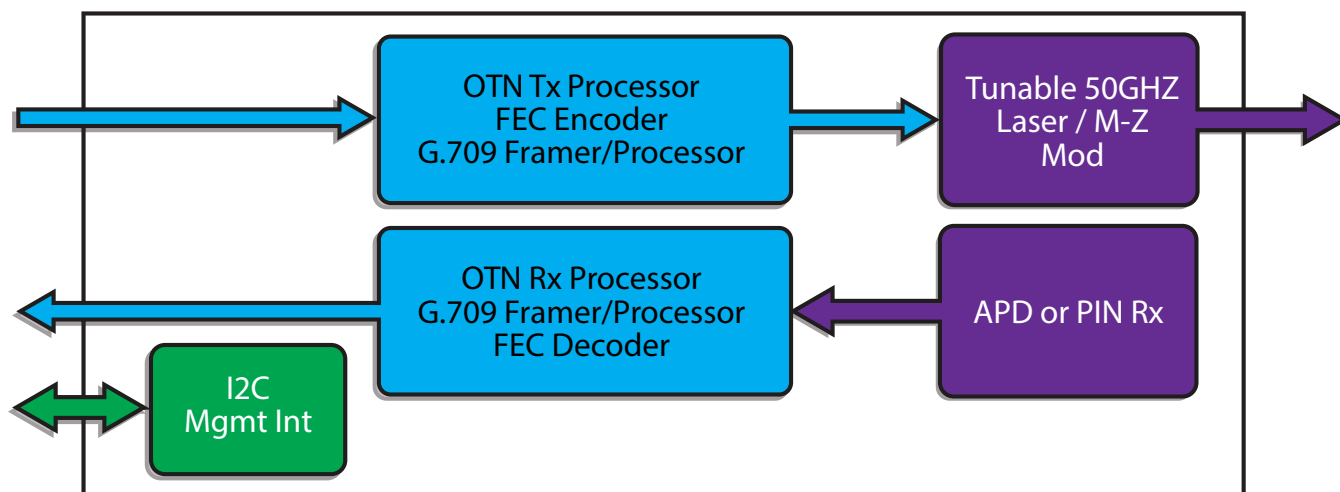 OTN Tx Processor
FEC Encoder
G.709 Framer/Processor
Tunable 50GHZ
Laser / M-Z
Mod
OTN Rx Processor
G.709 Framer/Processor
FEC Decoder
APD or PIN Rx
I2C
Mgmt Int